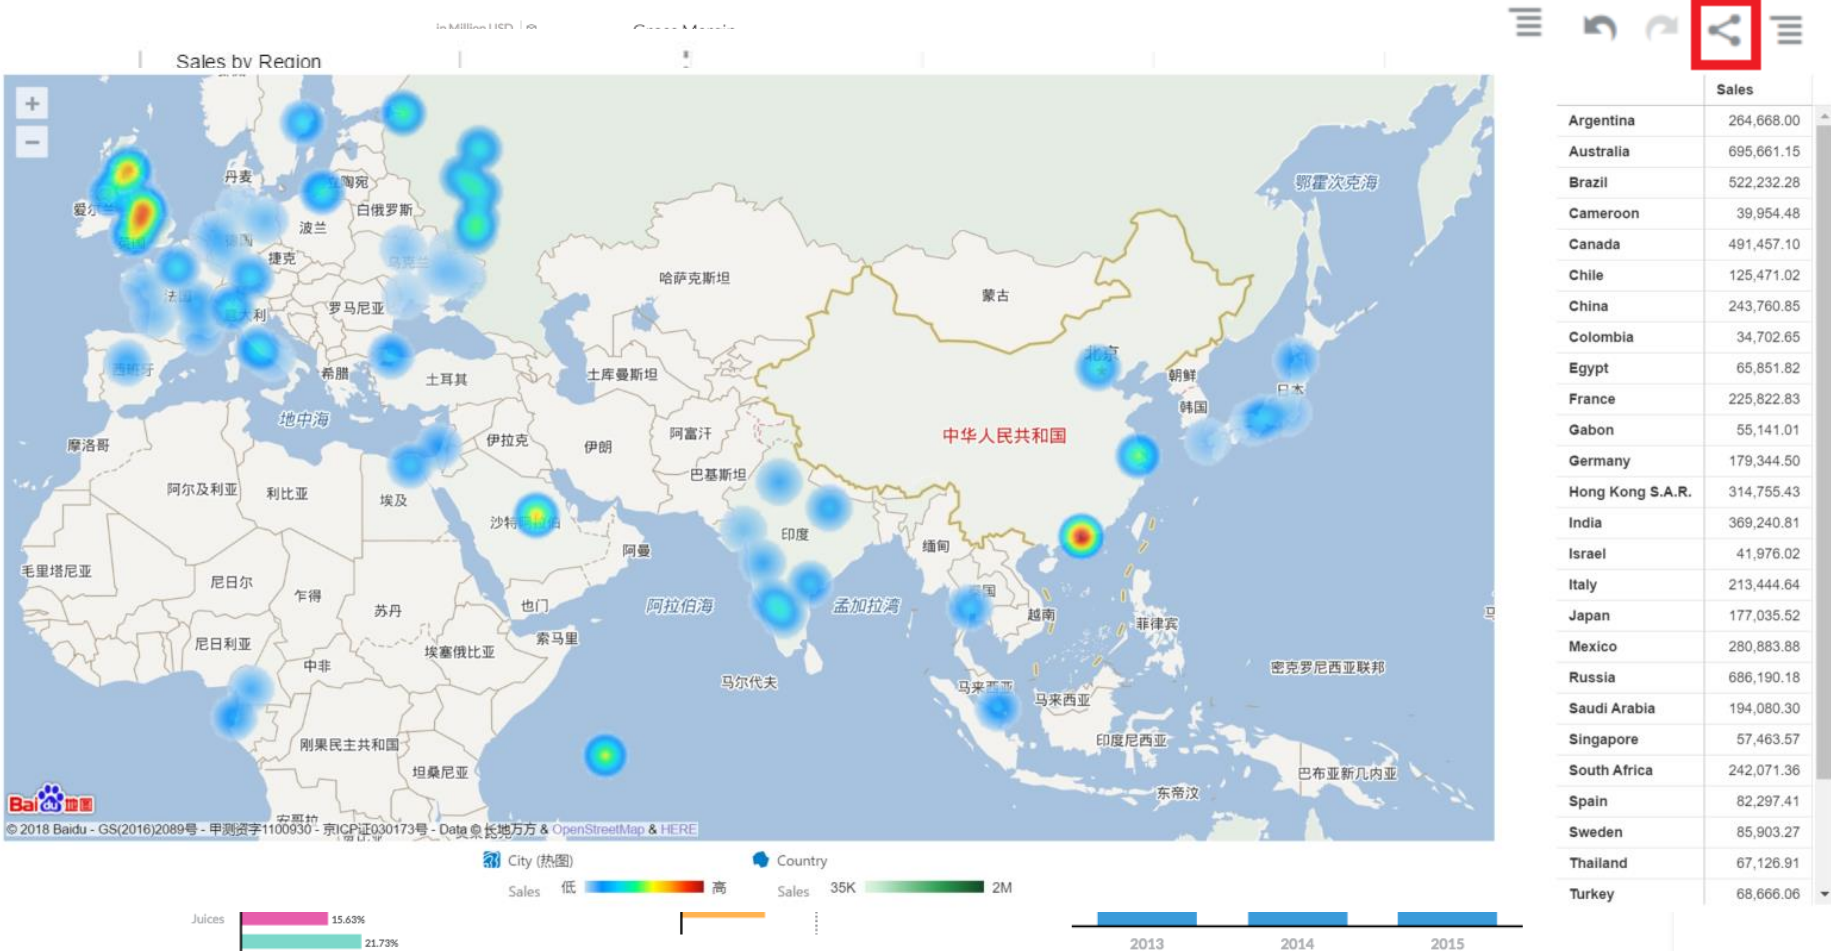 Sales by Region
+
−
丹麦
白俄罗斯
波兰
捷克
罗马尼亚
希腊
土耳其
地中海
摩洛哥
阿尔及利亚
利比亚
埃及
伊拉克
伊朗
阿富汗
巴基斯坦
土库曼斯坦
哈萨克斯坦
蒙古
鄂霍次克海
北京
朝鲜
韩国
日本
中华人民共和国
印度
缅甸
越南
菲律宾
孟加拉湾
阿拉伯海
阿曼
也门
索马里
毛里塔尼亚
尼日尔
乍得
苏丹
尼日利亚
中非
埃塞俄比亚
马尔代夫
马来西亚
马来西亚
密克罗尼西亚联邦
印度尼西亚
巴布亚新几内亚
东帝汶
刚果民主共和国
坦桑尼亚
安哥拉
Bai du 地图
© 2018 Baidu - GS(2016)2089号 - 甲测资字1100930 - 京ICP证030173号 - Data © 长地万方 & OpenStreetMap & HERE
City (热图)
Country
Sales 低 高
Sales 35K 2M
Juices 15.63%
21.73%
2013 2014 2015
Sales
Argentina 264,668.00
Australia 695,661.15
Brazil 522,232.28
Cameroon 39,954.48
Canada 491,457.10
Chile 125,471.02
China 243,760.85
Colombia 34,702.65
Egypt 65,851.82
France 225,822.83
Gabon 55,141.01
Germany 179,344.50
Hong Kong S.A.R. 314,755.43
India 369,240.81
Israel 41,976.02
Italy 213,444.64
Japan 177,035.52
Mexico 280,883.88
Russia 686,190.18
Saudi Arabia 194,080.30
Singapore 57,463.57
South Africa 242,071.36
Spain 82,297.41
Sweden 85,903.27
Thailand 67,126.91
Turkey 68,666.06